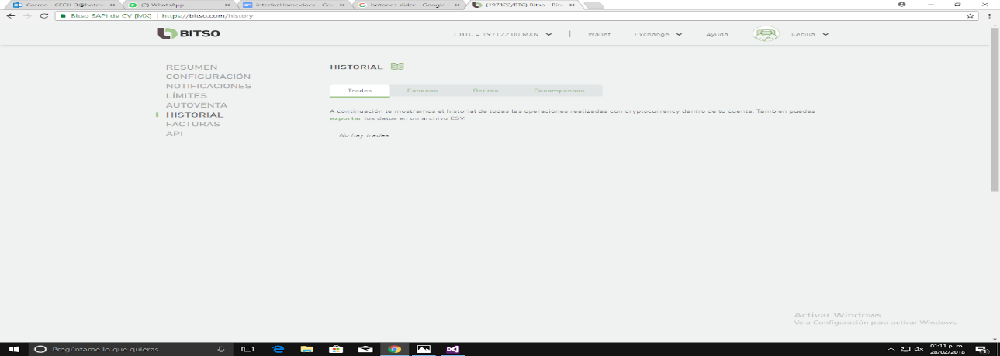 Correo - CECIL3@hotma
(2) WhatsApp
interfazHome.docx - Goo
botones slider - Google
(197122/BTC) Bitso - Bits
Bitso SAPI de CV [MX] | https://bitso.com/history
BITSO
1 BTC = 197122.00 MXN
Wallet
Exchange
Ayuda
Cecilia
RESUMEN
CONFIGURACIÓN
NOTIFICACIONES
LÍMITES
AUTOVENTA
HISTORIAL
FACTURAS
API
HISTORIAL
Trades
Fondeos
Retiros
Recompensas
A continuación te mostramos el historial de todas las operaciones realizadas con cryptocurrency dentro de tu cuenta. Tambien puedes
exportar los datos en un archivo CSV.
No hay trades
Activar Windows
Ve a Configuración para activar Windows.
Pregúntame lo que quieras
01:11 p. m.
28/02/2018